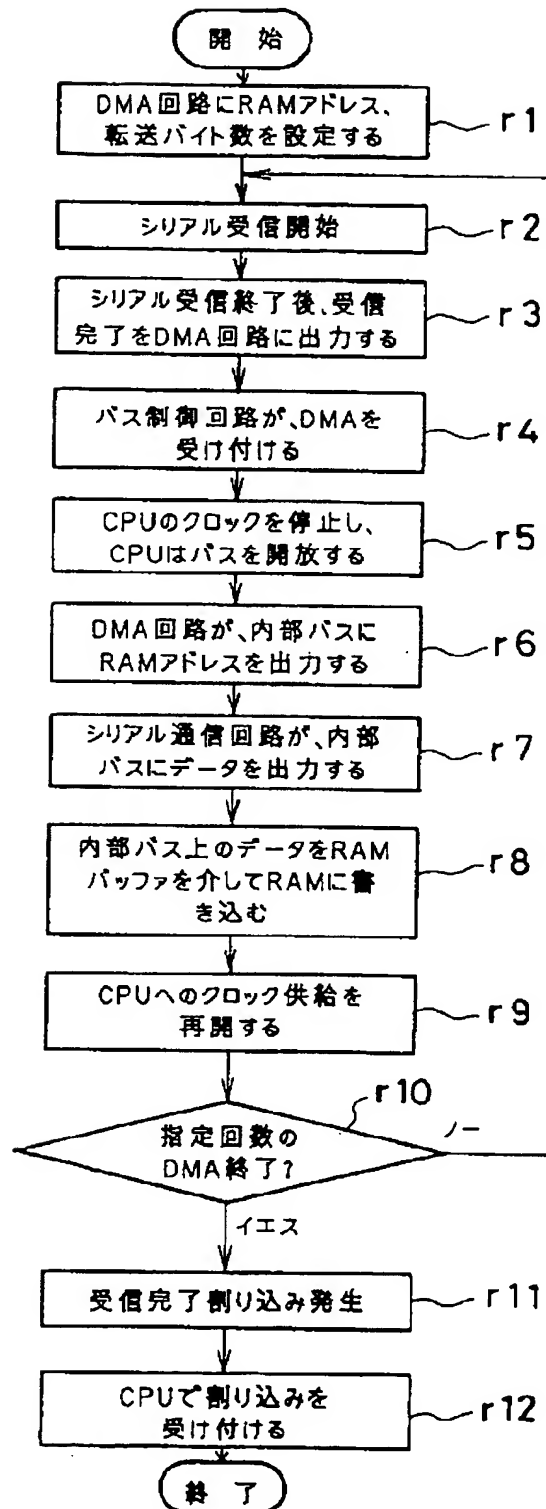 開始
DMA回路にRAMアドレス、
転送バイト数を設定する
r1
シリアル受信開始
r2
シリアル受信終了後、受信
完了をDMA回路に出力する
r3
バス制御回路が、DMAを
受け付ける
r4
CPUのクロックを停止し、
CPUはバスを開放する
r5
DMA回路が、内部バスに
RAMアドレスを出力する
r6
シリアル通信回路が、内部
バスにデータを出力する
r7
内部バス上のデータをRAM
バッファを介してRAMに書
き込む
r8
CPUへのクロック供給を
再開する
r9
r10
指定回数の
DMA終了?
ノー
イエス
受信完了割り込み発生
r11
CPUで割り込みを
受け付ける
r12
終了